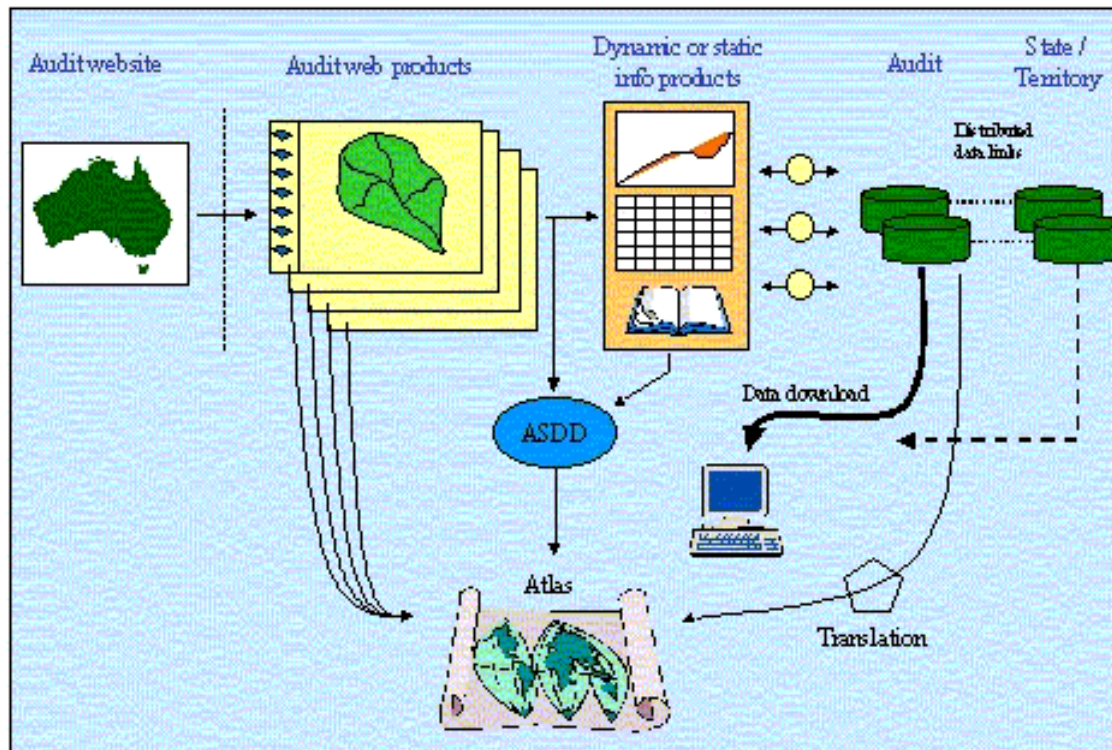 Audit website
Audit web products
Dynamic or static
info products
Audit
State /
Territory
Distributed
data links
Data download
ASDD
Atlas
Translation